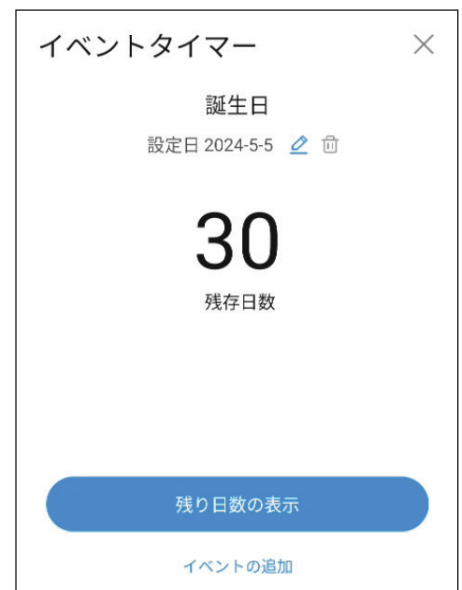 イベントタイマー
誕生日
設定日 2024-5-5
30
残存日数
残り日数の表示
イベントの追加